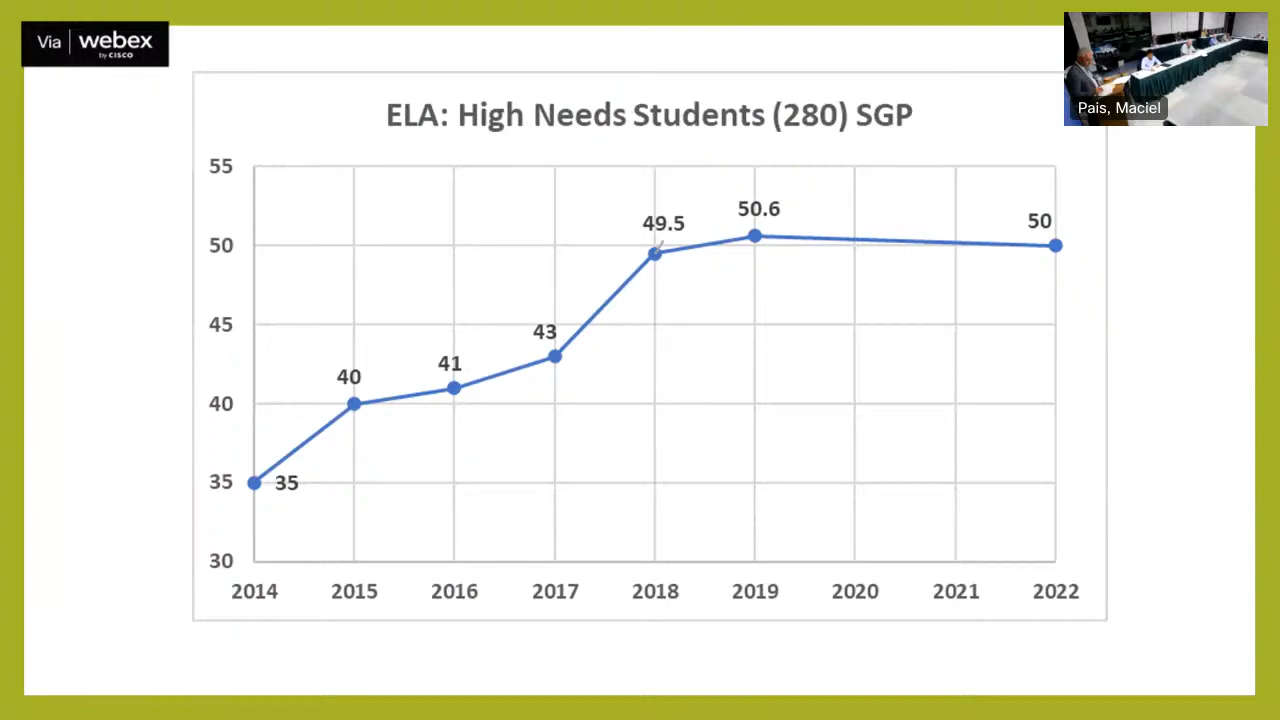 Via webex
by CISCO
Pais, Maciel
ELA: High Needs Students (280) SGP
55
50
45
40
35
30
35
40
41
43
49.5
50.6
50
2014 2015 2016 2017 2018 2019 2020 2021 2022